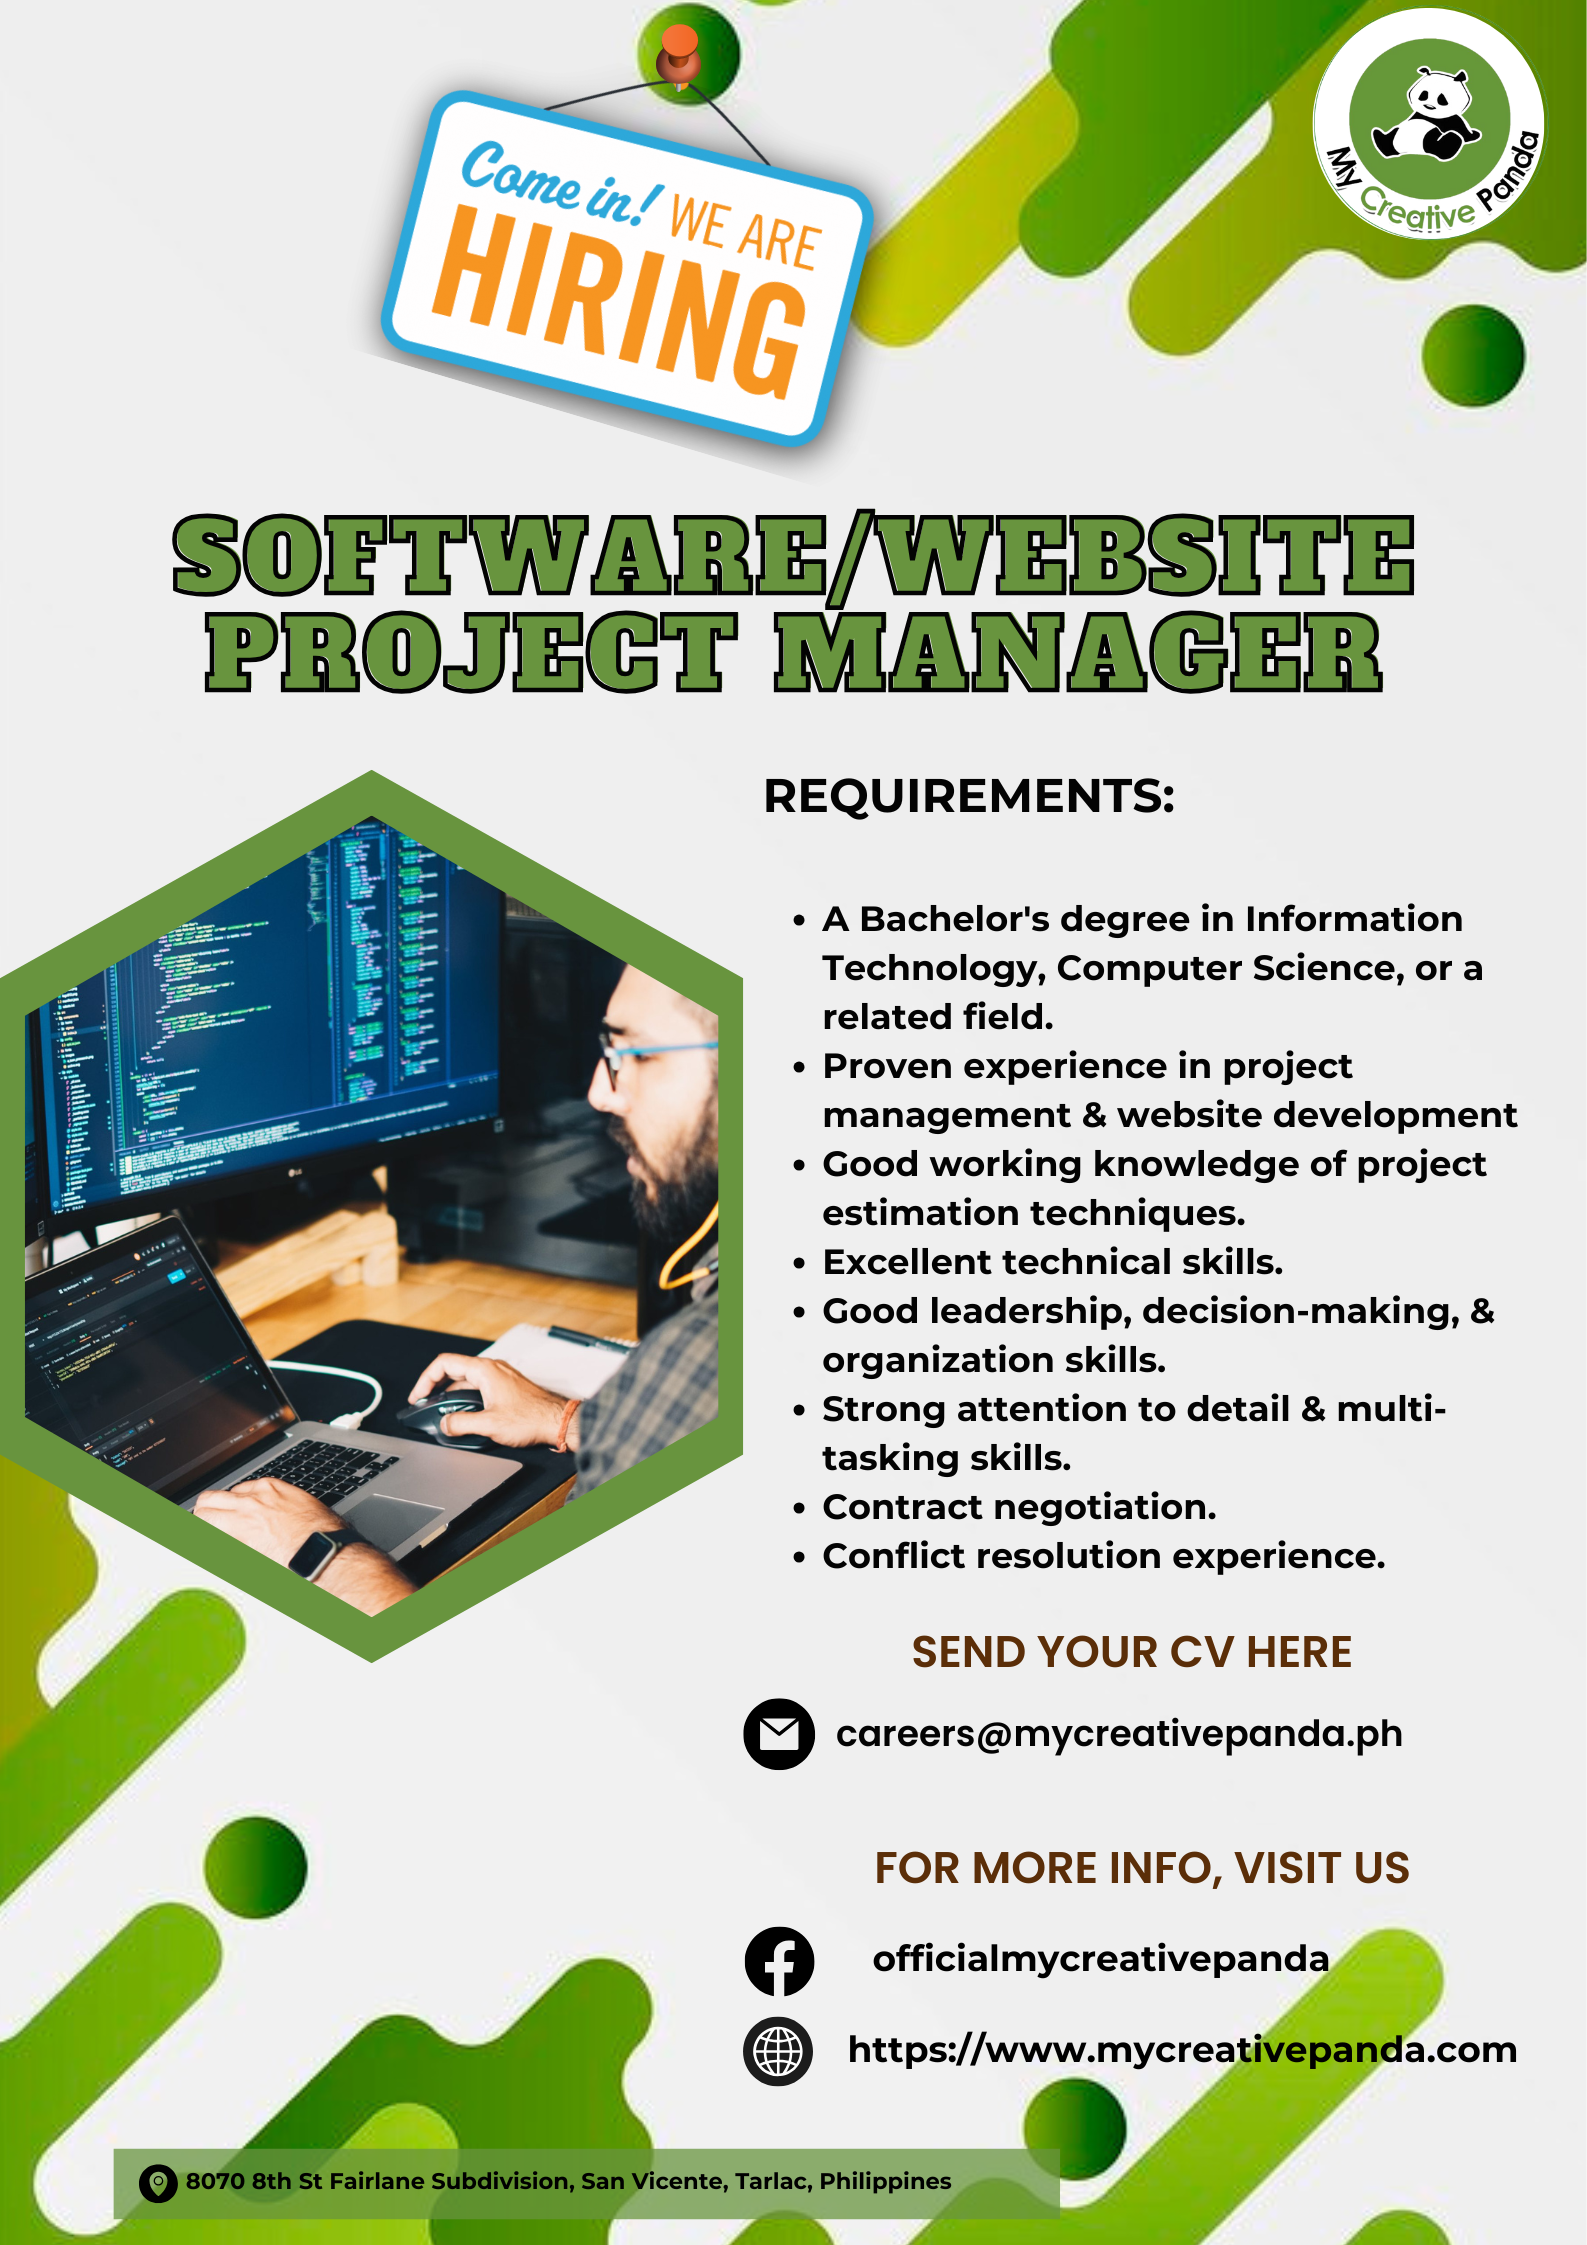 Come in! WE ARE
HIRING
My Creative Panda
SOFTWARE/WEBSITE
PROJECT MANAGER
REQUIREMENTS:
• A Bachelor's degree in Information
Technology, Computer Science, or a
related field.
• Proven experience in project
management & website development
• Good working knowledge of project
estimation techniques.
• Excellent technical skills.
• Good leadership, decision-making, &
organization skills.
• Strong attention to detail & multi-
tasking skills.
• Contract negotiation.
• Conflict resolution experience.
SEND YOUR CV HERE
careers@mycreativepanda.ph
FOR MORE INFO, VISIT US
officialmycreativepanda
https://www.mycreativepanda.com
8070 8th St Fairlane Subdivision, San Vicente, Tarlac, Philippines